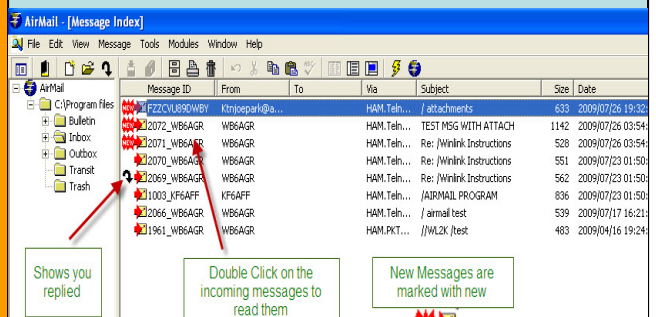 AirMail - [Message Index]
File Edit View Message Tools Modules Window Help
AirMail
C:\Program files
Bulletin
Inbox
Outbox
Transit
Trash
Message ID From To Via Subject Size Date
NEW FZZCVU89DWBY Ktnjoepark@a... HAM.Teln... / attachments 633 2009/07/26 19:32:
NEW 2072_WB6AGR WB6AGR HAM.Teln... TEST MSG WITH ATTACH 1142 2009/07/26 03:54:
NEW 2071_WB6AGR WB6AGR HAM.Teln... Re: /Winlink Instructions 528 2009/07/26 03:54:
2070_WB6AGR WB6AGR HAM.Teln... Re: /Winlink Instructions 551 2009/07/23 01:50:
2069_WB6AGR WB6AGR HAM.Teln... Re: /Winlink Instructions 562 2009/07/23 01:50:
1003_KF6AFF KF6AFF HAM.Teln... /AIRMAIL PROGRAM 836 2009/07/23 01:50:
2066_WB6AGR WB6AGR HAM.Teln... / airmail test 539 2009/07/17 16:21:
1961_WB6AGR WB6AGR HAM.PKT... //WL2K /test 483 2009/04/16 19:24:
Shows you
replied
Double Click on the
incoming messages to
read them
New Messages are
marked with new